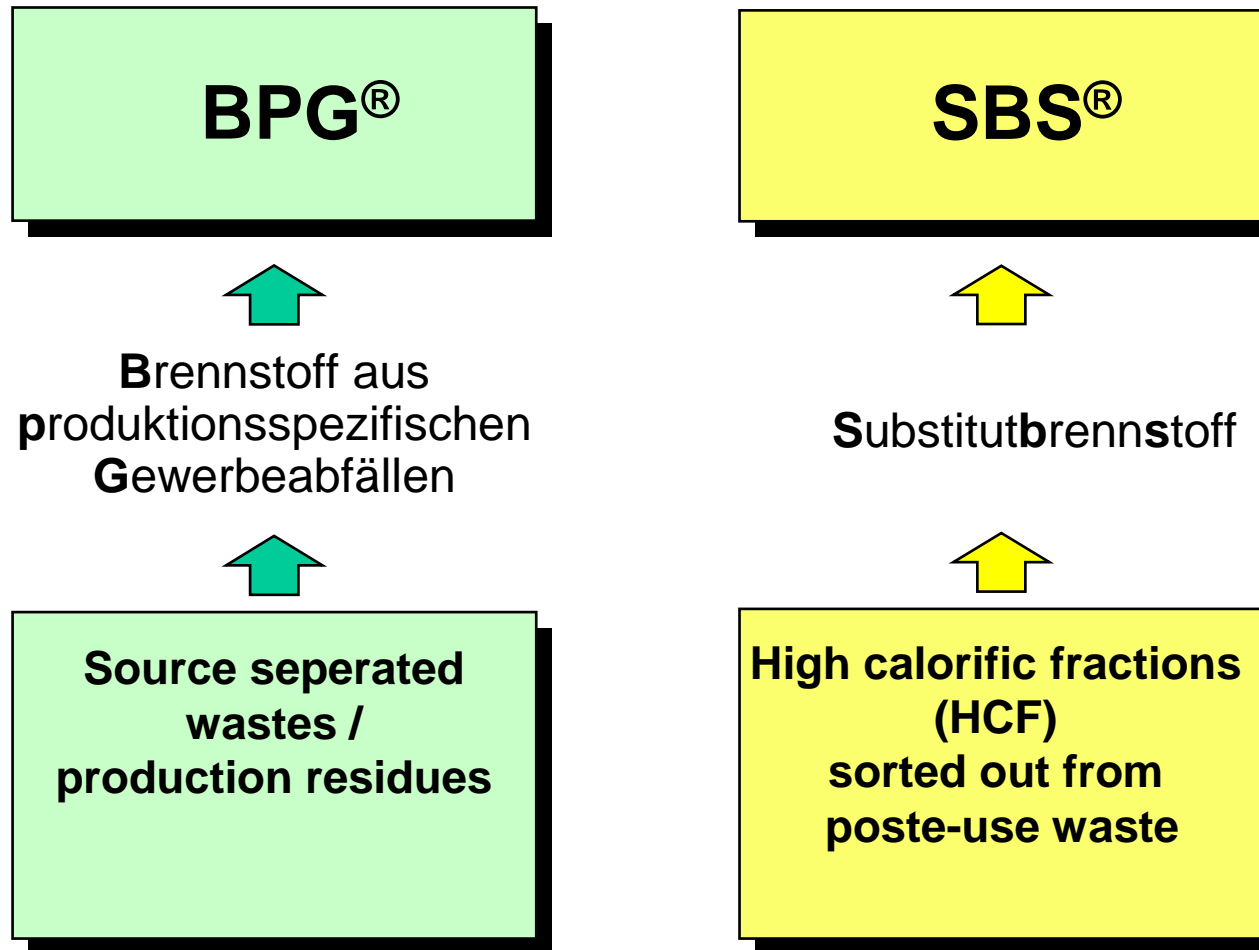 BPG®
Brennstoff aus
produktionsspezifischen
Gewerbeabfällen
Source seperated
wastes /
production residues
SBS®
Substitutbrennstoff
High calorific fractions
(HCF)
sorted out from
poste-use waste